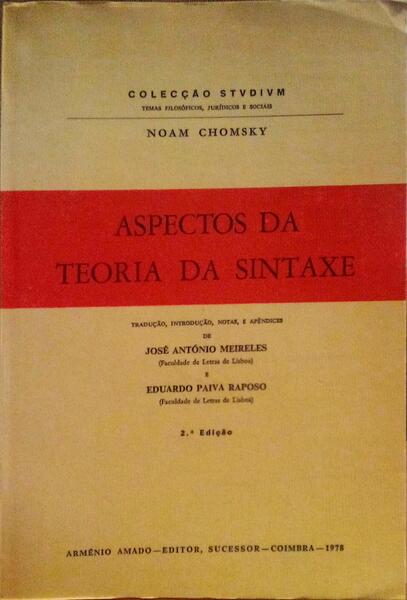 COLECÇÃO STVDIVM
TEMAS FILOSÓFICOS, JURÍDICOS E SOCIAIS
NOAM CHOMSKY
ASPECTOS DA
TEORIA DA SINTAXE
TRADUÇÃO, INTRODUÇÃO, NOTAS, E APÊNDICES
DE
JOSÉ ANTÓNIO MEIRELES
(Faculdade de Letras de Lisboa)
E
EDUARDO PAIVA RAPOSO
(Faculdade de Letras de Lisboa)
2.ª Edição
ARMÉNIO AMADO—EDITOR, SUCESSOR—COIMBRA—1978